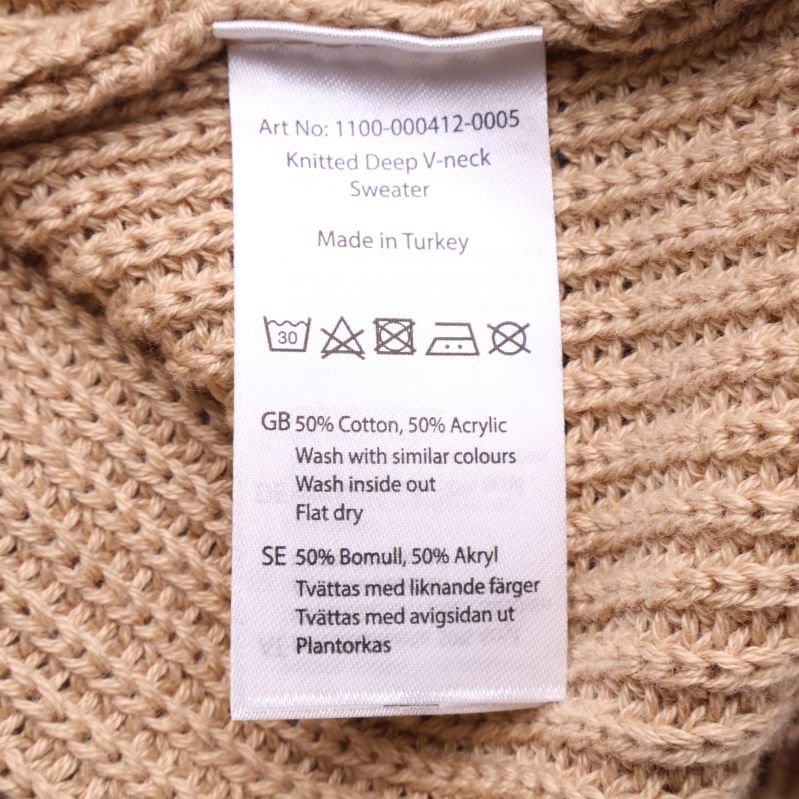 Art No: 1100-000412-0005
Knitted Deep V-neck
Sweater
Made in Turkey
30
GB 50% Cotton, 50% Acrylic
Wash with similar colours
Wash inside out
Flat dry
SE 50% Bomull, 50% Akryl
Tvättas med liknande färger
Tvättas med avigsidan ut
Plantorkas